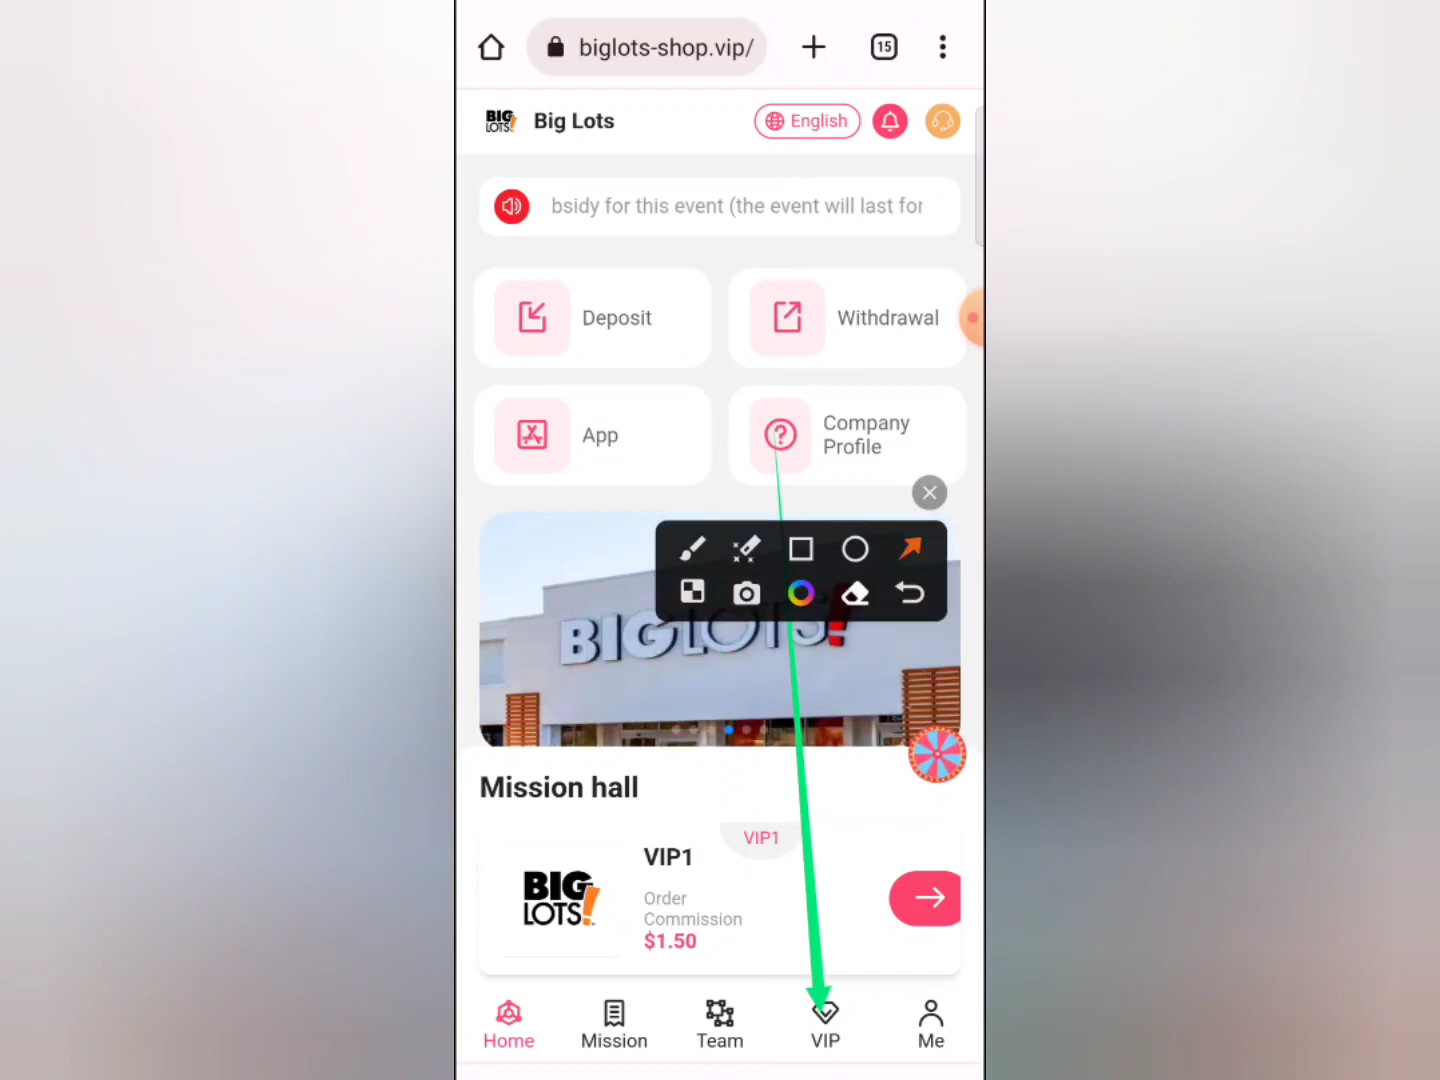 biglots-shop.vip/
15
BIG
LOTS!
Big Lots
English
bsidy for this event (the event will last for
Deposit
Withdrawal
App
Company
Profile
BIG LOTS!
Mission hall
VIP1
VIP1
BIG
LOTS!
Order
Commission
$1.50
Home
Mission
Team
VIP
Me